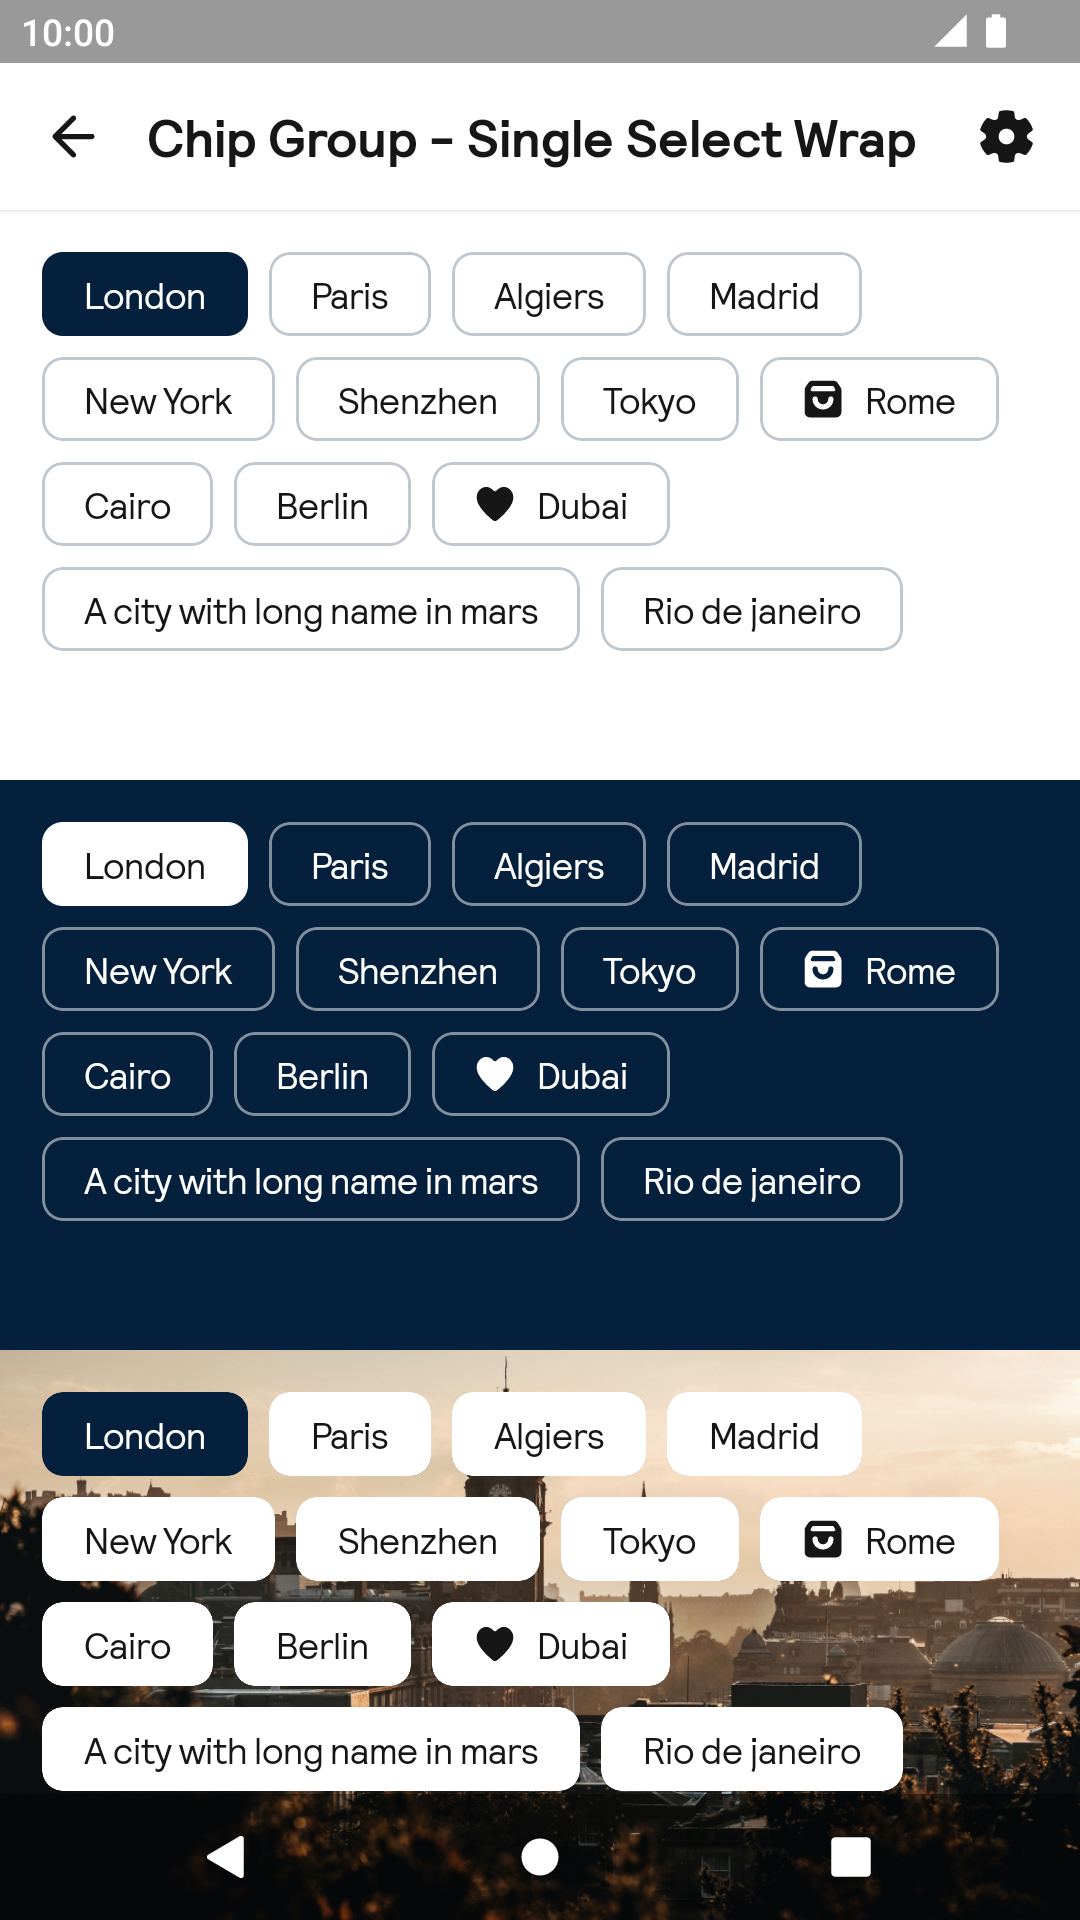 10:00
Chip Group - Single Select Wrap
London Paris Algiers Madrid
New York Shenzhen Tokyo Rome
Cairo Berlin Dubai
A city with long name in mars Rio de janeiro
London Paris Algiers Madrid
New York Shenzhen Tokyo Rome
Cairo Berlin Dubai
A city with long name in mars Rio de janeiro
London Paris Algiers Madrid
New York Shenzhen Tokyo Rome
Cairo Berlin Dubai
A city with long name in mars Rio de janeiro